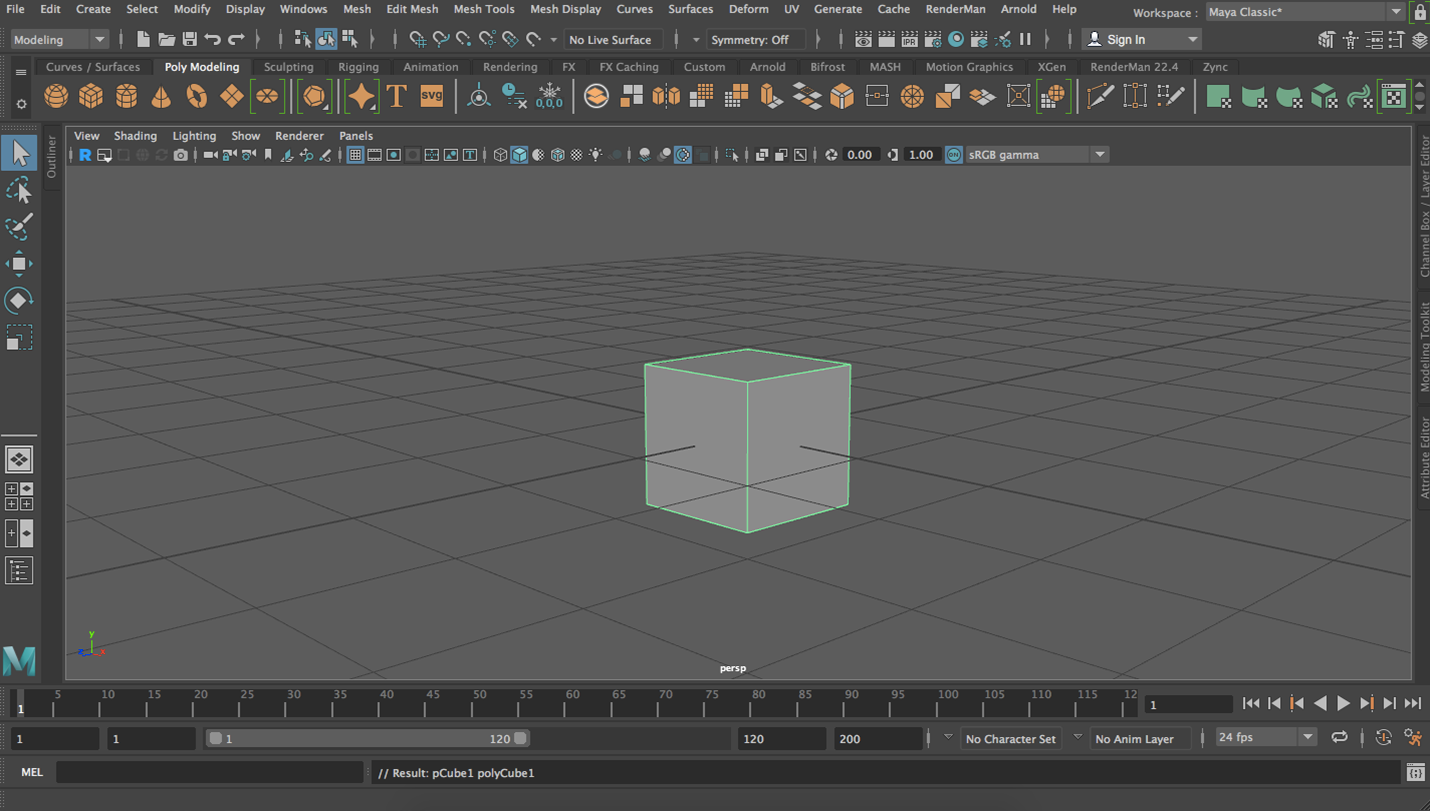 File Edit Create Select Modify Display Windows Mesh Edit Mesh Mesh Tools Mesh Display Curves Surfaces Deform UV Generate Cache RenderMan Arnold Help Workspace : Maya Classic*
Modeling No Live Surface Symmetry: Off IPR Sign In
Curves / Surfaces Poly Modeling Sculpting Rigging Animation Rendering FX FX Caching Custom Arnold Bifrost MASH Motion Graphics XGen RenderMan 22.4 Zync
T SVG 0,0,0
View Shading Lighting Show Renderer Panels
R 0.00 1.00 ON sRGB gamma
Outliner
Channel Box / Layer Editor
Modeling Toolkit
Attribute Editor
y
z x
persp
M
5 10 15 20 25 30 35 40 45 50 55 60 65 70 75 80 85 90 95 100 105 110 115 12
1 1
1 1 1 120 120 200 No Character Set No Anim Layer 24 fps
MEL // Result: pCube1 polyCube1